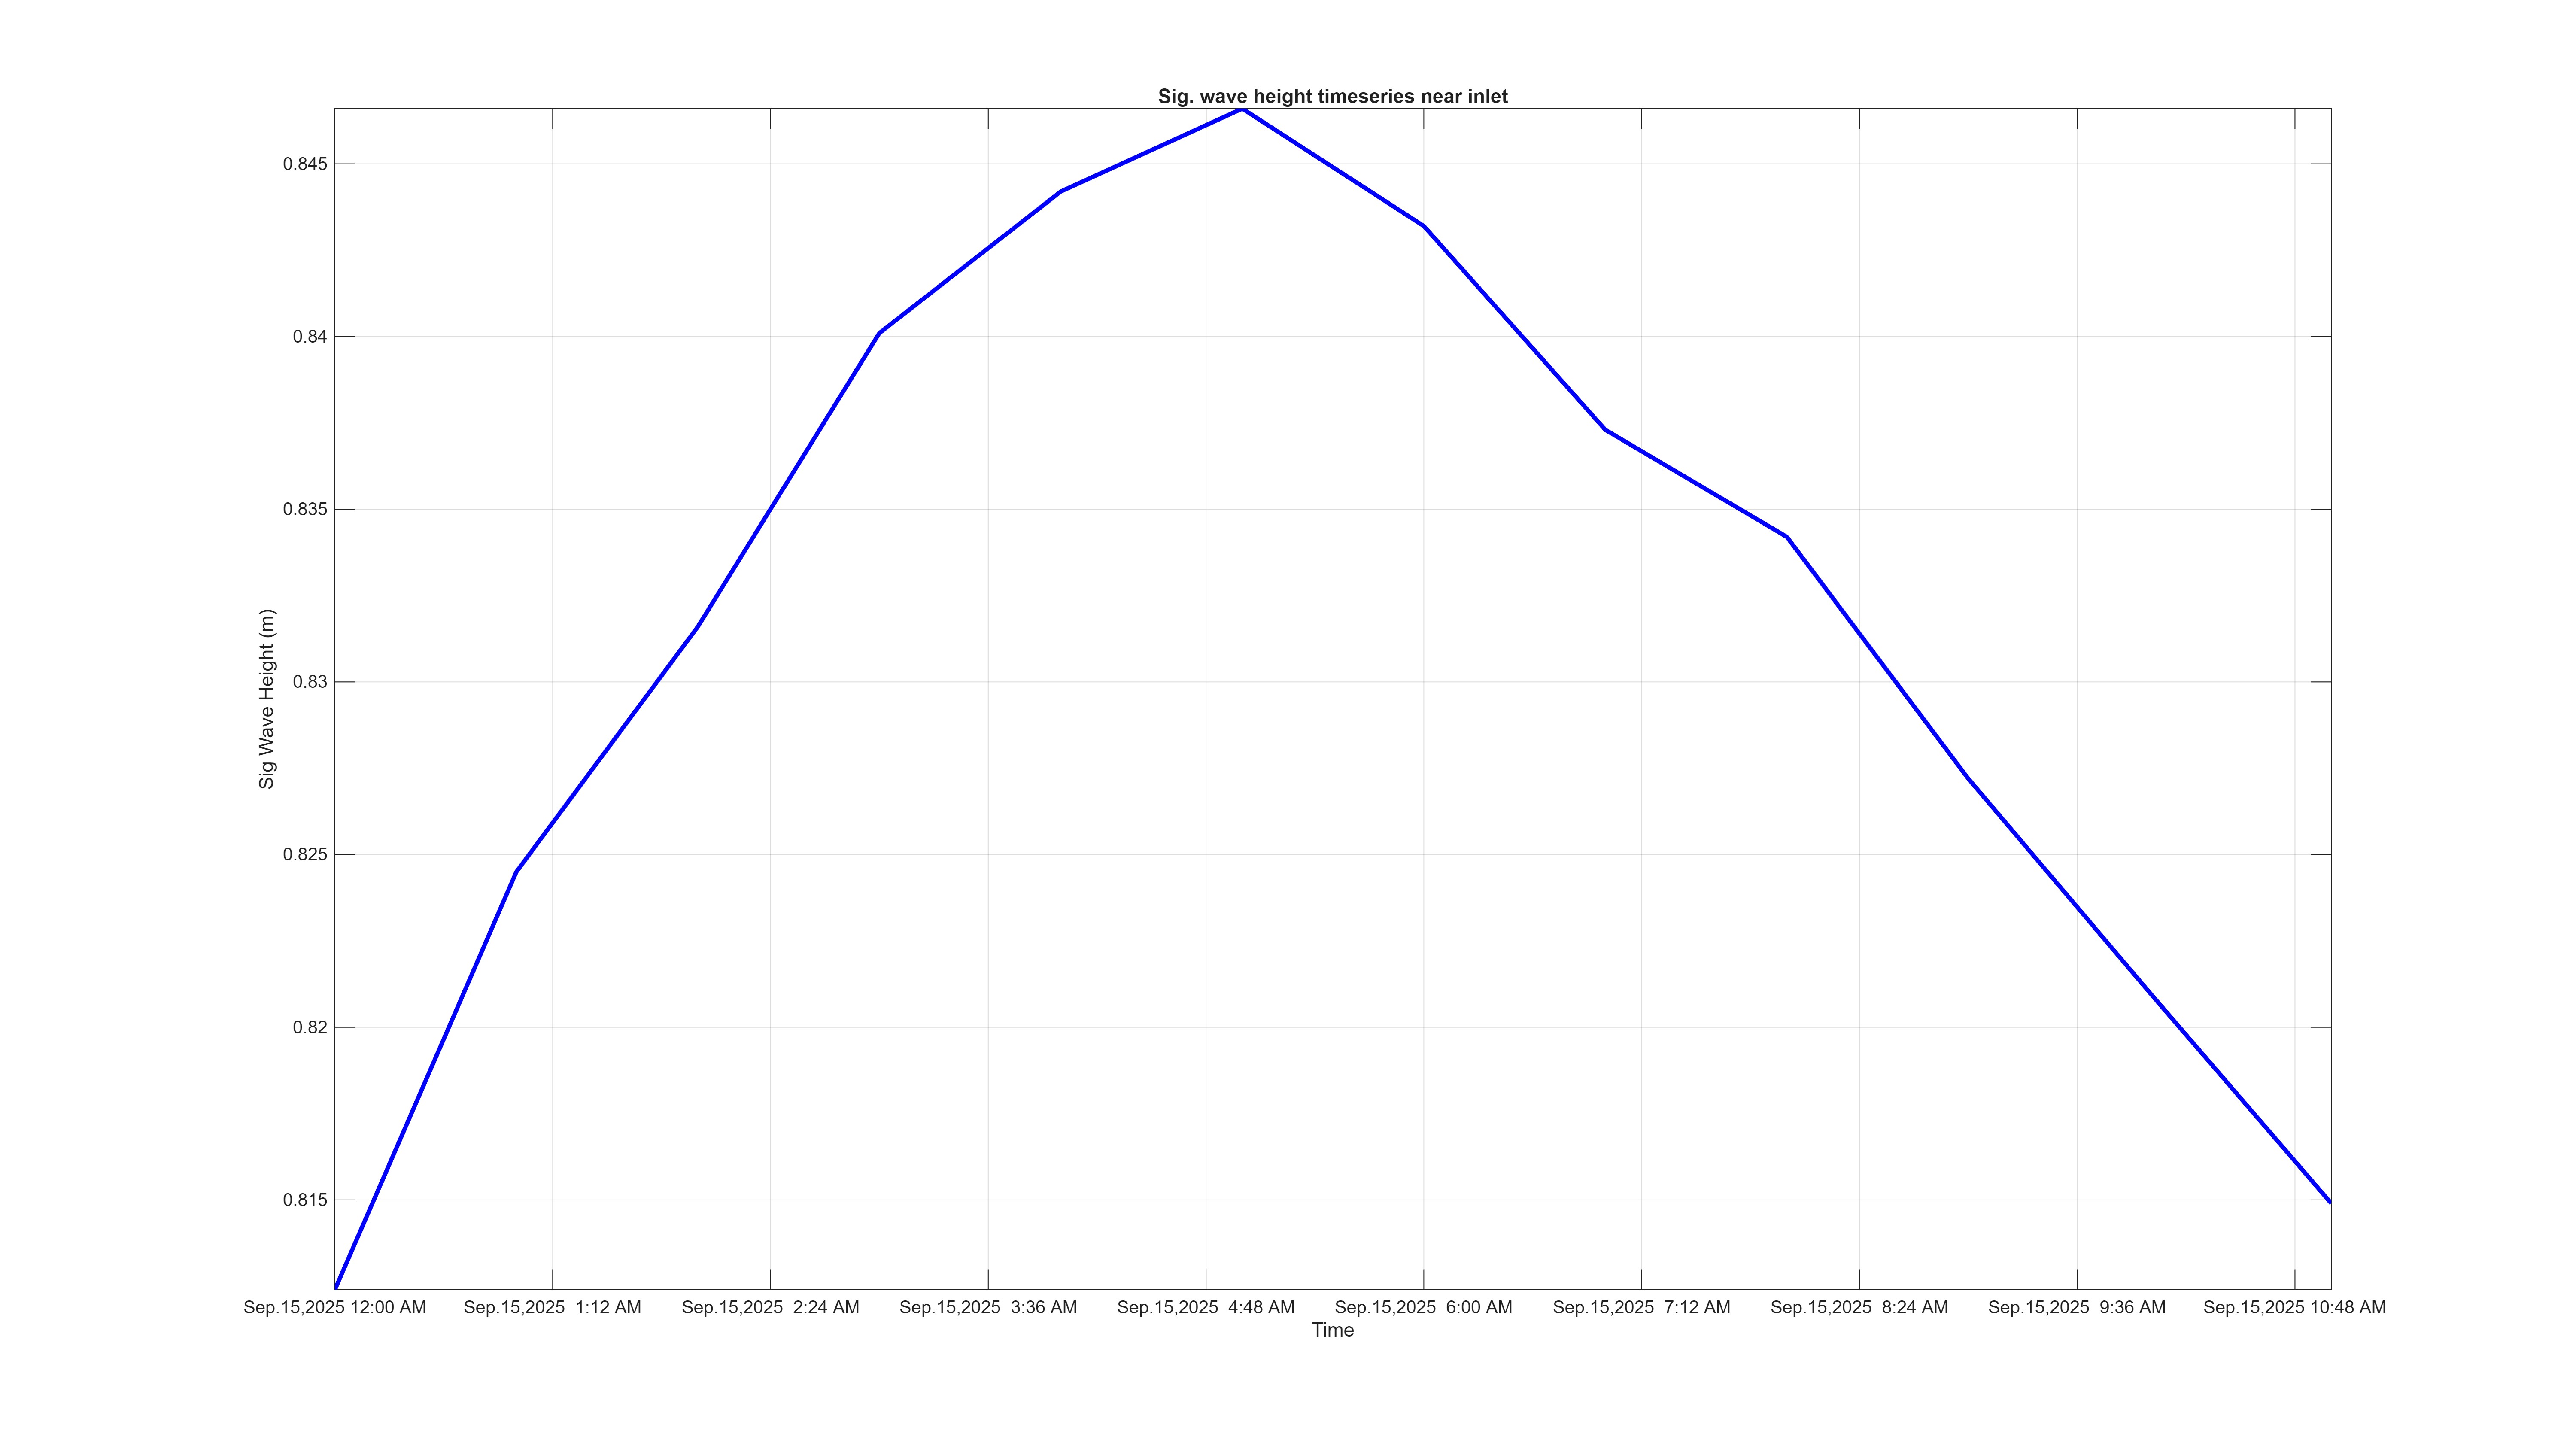 Sig. wave height timeseries near inlet
0.845
0.84
0.835
0.83
0.825
0.82
0.815
Sig Wave Height (m)
Sep.15,2025 12:00 AM Sep.15,2025  1:12 AM Sep.15,2025  2:24 AM Sep.15,2025  3:36 AM Sep.15,2025  4:48 AM Sep.15,2025  6:00 AM Sep.15,2025  7:12 AM Sep.15,2025  8:24 AM Sep.15,2025  9:36 AM Sep.15,2025 10:48 AM
Time